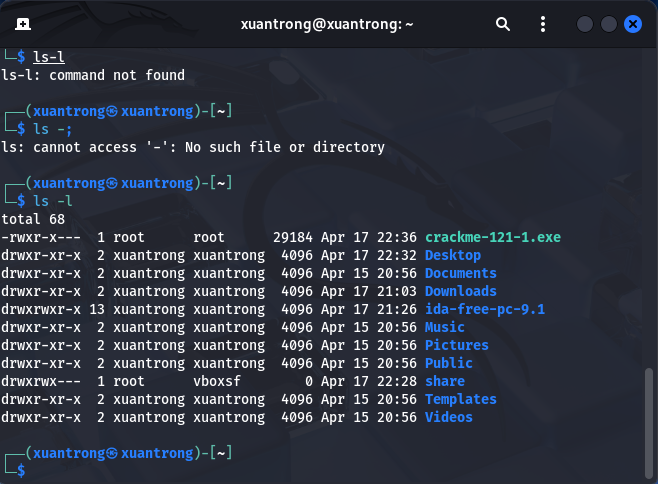 xuantrong@xuantrong: ~
└─$ ls-l
ls-l: command not found
┌──(xuantrong㉿xuantrong)-[~]
└─$ ls -;
ls: cannot access '-': No such file or directory
┌──(xuantrong㉿xuantrong)-[~]
└─$ ls -l
total 68
-rwxr-x--- 1 root root 29184 Apr 17 22:36 crackme-121-1.exe
drwxr-xr-x 2 xuantrong xuantrong 4096 Apr 17 22:32 Desktop
drwxr-xr-x 2 xuantrong xuantrong 4096 Apr 15 20:56 Documents
drwxr-xr-x 2 xuantrong xuantrong 4096 Apr 17 21:03 Downloads
drwxrwxr-x 13 xuantrong xuantrong 4096 Apr 17 21:26 ida-free-pc-9.1
drwxr-xr-x 2 xuantrong xuantrong 4096 Apr 15 20:56 Music
drwxr-xr-x 2 xuantrong xuantrong 4096 Apr 15 20:56 Pictures
drwxr-xr-x 2 xuantrong xuantrong 4096 Apr 15 20:56 Public
drwxrwx--- 1 root vboxsf 0 Apr 17 22:28 share
drwxr-xr-x 2 xuantrong xuantrong 4096 Apr 15 20:56 Templates
drwxr-xr-x 2 xuantrong xuantrong 4096 Apr 15 20:56 Videos
┌──(xuantrong㉿xuantrong)-[~]
└─$